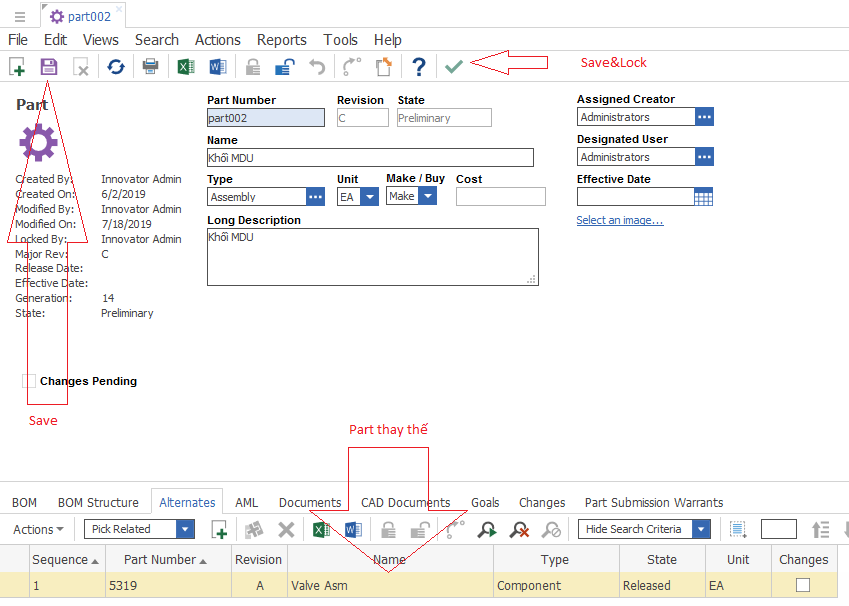 part002
File Edit Views Search Actions Reports Tools Help
Save&Lock
Part
Part Number Revision State
part002 C Preliminary
Name
Khối MDU
Type Unit Make / Buy Cost
Assembly EA Make
Long Description
Khối MDU
Assigned Creator
Administrators
Designated User
Administrators
Effective Date
Select an image...
Created By: Innovator Admin
Created On: 6/2/2019
Modified By: Innovator Admin
Modified On: 7/18/2019
Locked By: Innovator Admin
Major Rev: C
Release Date:
Effective Date:
Generation: 14
State: Preliminary
Changes Pending
Save
Part thay thế
BOM BOM Structure Alternates AML Documents CAD Documents Goals Changes Part Submission Warrants
Actions Pick Related Hide Search Criteria
Sequence Part Number Revision Name Type State Unit Changes
1 5319 A Valve Asm Component Released EA